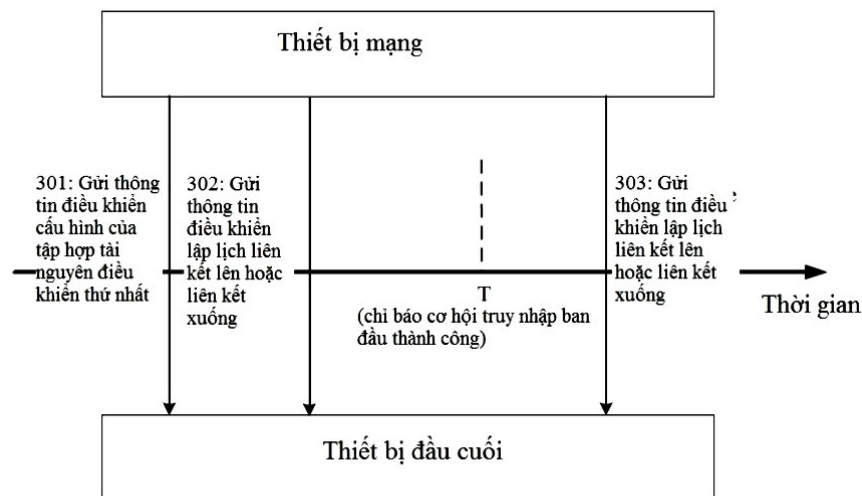 Thiết bị mạng
301: Gửi thông
tin điều khiển
cấu hình của
tập hợp tài
nguyên điều
khiển thứ nhất
302: Gửi
thông tin
điều khiển
lập lịch liên
kết lên hoặc
liên kết
xuống
T
(chỉ báo cơ hội truy nhập ban
đầu thành công)
303: Gửi
thông tin điều
khiển lập lịch
liên kết lên
hoặc liên kết
xuống
Thời gian
Thiết bị đầu cuối